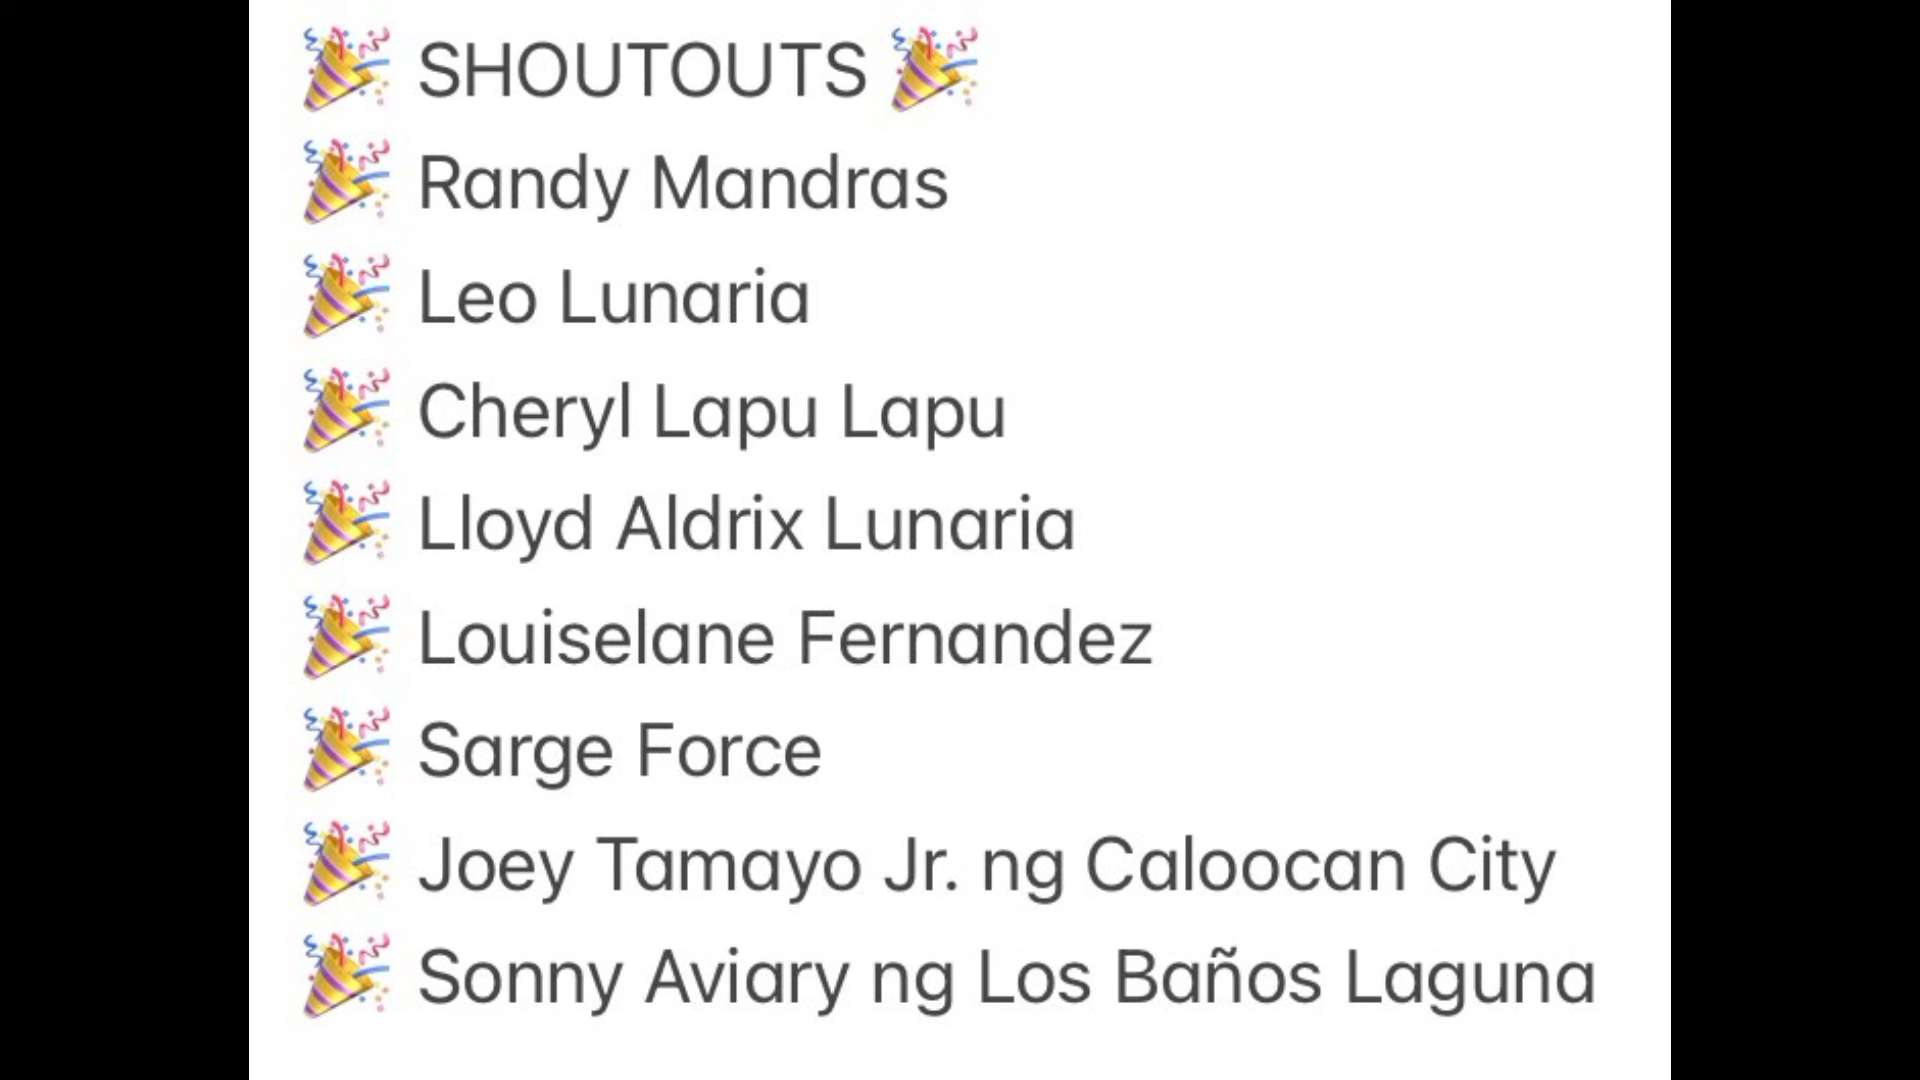 🎉 SHOUTOUTS 🎉
🎉 Randy Mandras
🎉 Leo Lunaria
🎉 Cheryl Lapu Lapu
🎉 Lloyd Aldrix Lunaria
🎉 Louiselane Fernandez
🎉 Sarge Force
🎉 Joey Tamayo Jr. ng Caloocan City
🎉 Sonny Aviary ng Los Baños Laguna